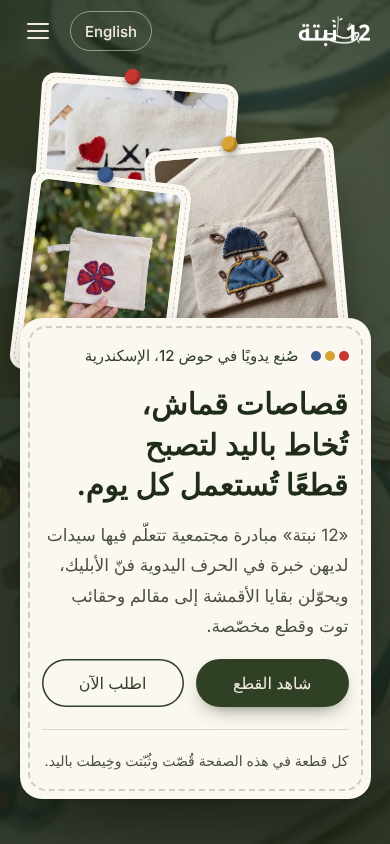 12 نبتة
English
صُنع يدويًا في حوض 12، الإسكندرية
قصاصات قماش،
تُخاط باليد لتصبح
قطعًا تُستعمل كل يوم.
«12 نبتة» مبادرة مجتمعية تتعلّم فيها سيدات
لديهن خبرة في الحرف اليدوية فنّ الأبليك،
ويحوّلن بقايا الأقمشة إلى مقالم وحقائب
توت وقطع مخصّصة.
شاهد القطع
اطلب الآن
كل قطعة في هذه الصفحة قُصّت وثُبّتت وخِيطت باليد.